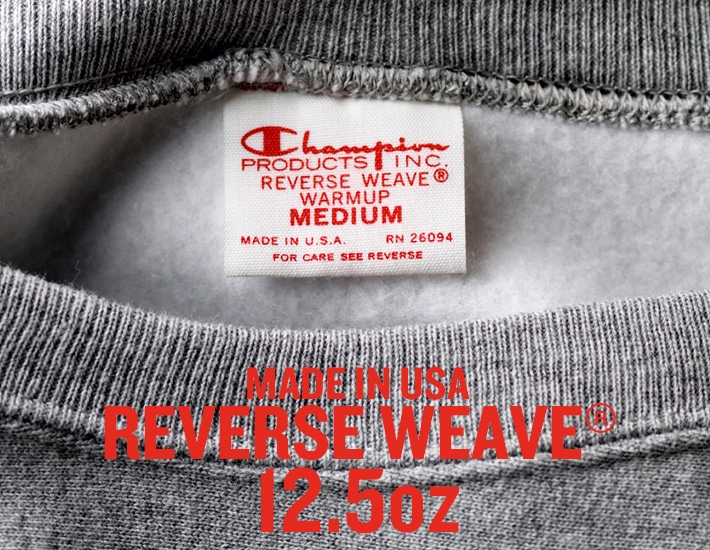 Champion
PRODUCTS INC.
REVERSE WEAVE®
WARMUP
MEDIUM
MADE IN U.S.A. RN 26094
FOR CARE SEE REVERSE
MADE IN USA
REVERSE WEAVE®
12.5oz